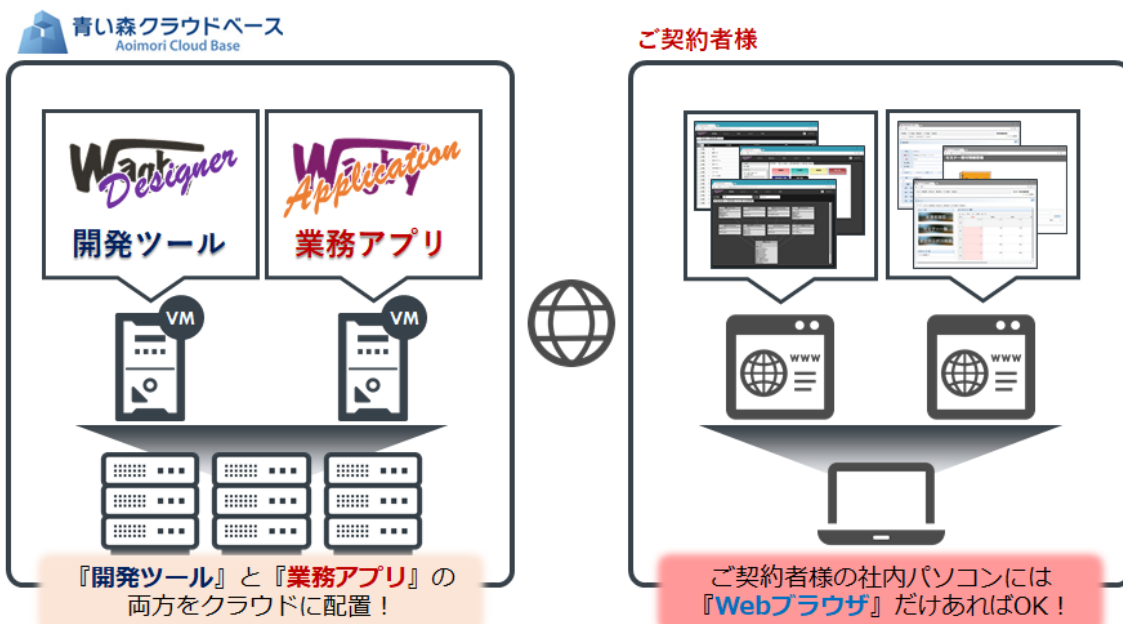 青い森クラウドベース
Aoimori Cloud Base
ご契約者様
Wagby
Designer
開発ツール
Wagby
Application
業務アプリ
VM
VM
WWW
WWW
『開発ツール』と『業務アプリ』の
両方をクラウドに配置！
ご契約者様の社内パソコンには
『Webブラウザ』だけあればOK！